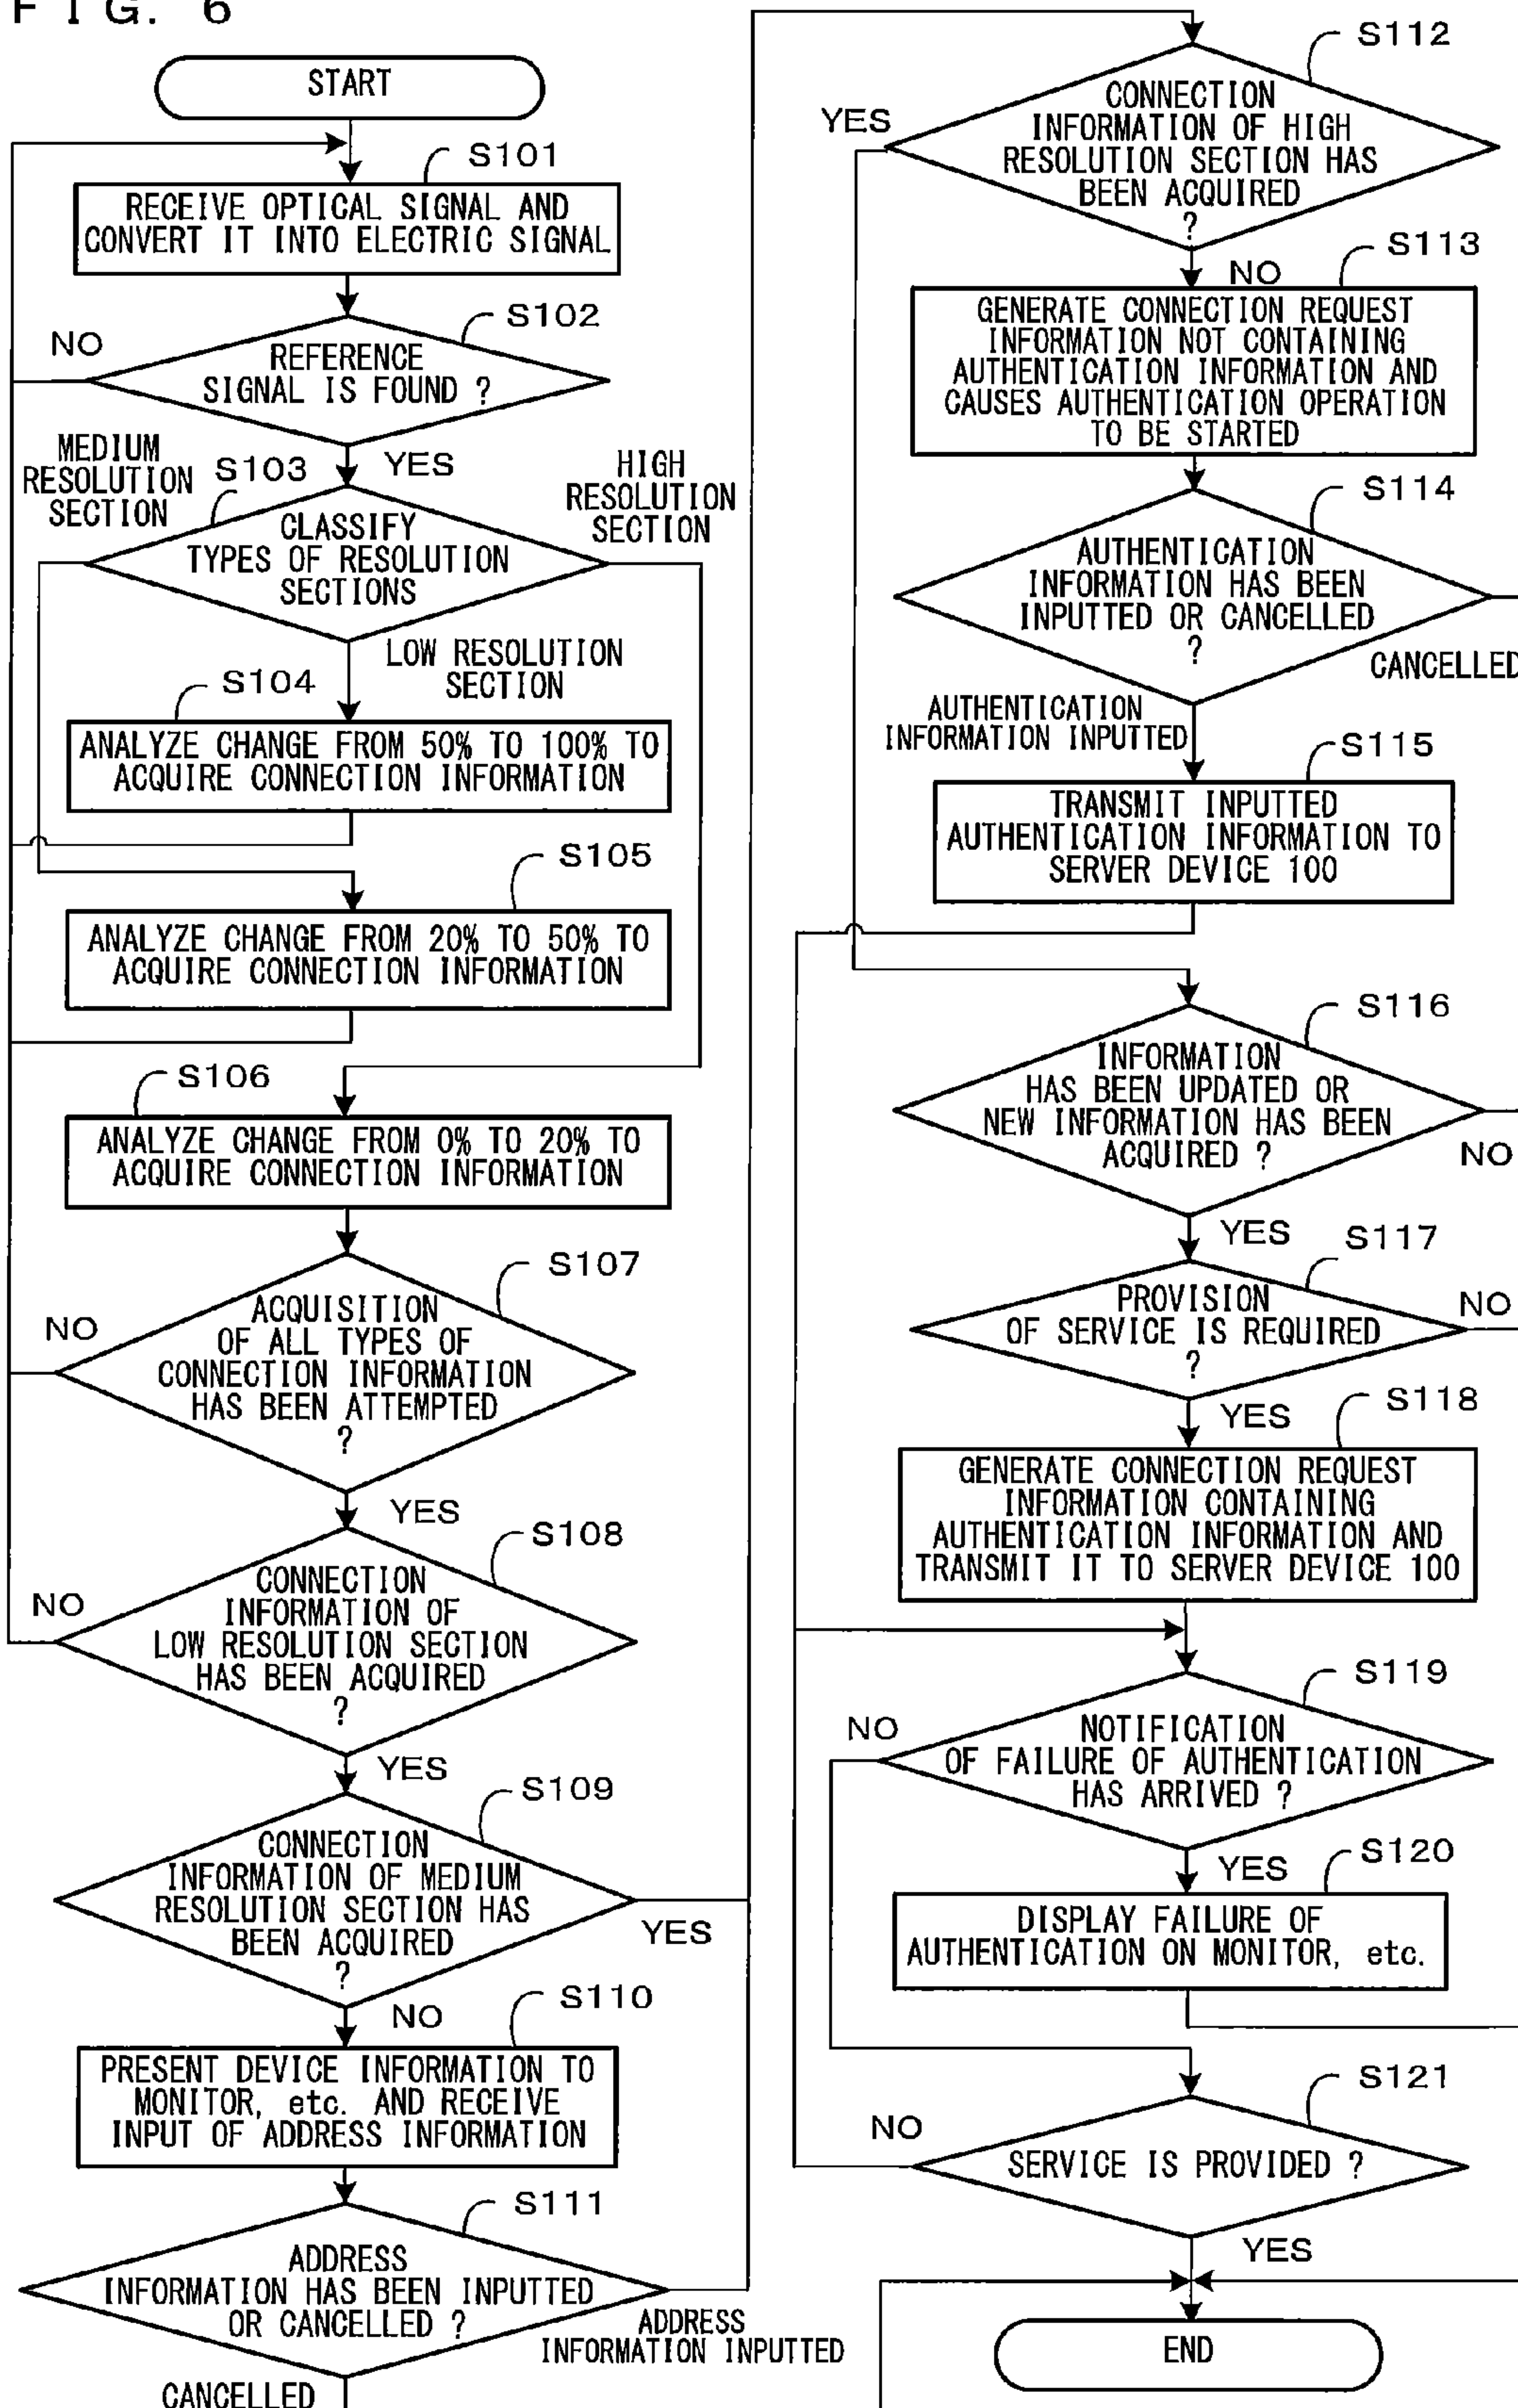 FIG. 6
START
S101
RECEIVE OPTICAL SIGNAL AND
CONVERT IT INTO ELECTRIC SIGNAL
S102
NO
REFERENCE
SIGNAL IS FOUND ?
YES
MEDIUM
RESOLUTION
SECTION
S103
HIGH
RESOLUTION
SECTION
CLASSIFY
TYPES OF RESOLUTION
SECTIONS
LOW RESOLUTION
SECTION
S104
ANALYZE CHANGE FROM 50% TO 100% TO
ACQUIRE CONNECTION INFORMATION
S105
ANALYZE CHANGE FROM 20% TO 50% TO
ACQUIRE CONNECTION INFORMATION
S106
ANALYZE CHANGE FROM 0% TO 20% TO
ACQUIRE CONNECTION INFORMATION
S107
NO
ACQUISITION
OF ALL TYPES OF
CONNECTION INFORMATION
HAS BEEN ATTEMPTED
?
YES
S108
NO
CONNECTION
INFORMATION OF
LOW RESOLUTION SECTION
HAS BEEN ACQUIRED
?
YES
S109
CONNECTION
INFORMATION OF MEDIUM
RESOLUTION SECTION HAS
BEEN ACQUIRED
?
YES
NO
S110
PRESENT DEVICE INFORMATION TO
MONITOR, etc. AND RECEIVE
INPUT OF ADDRESS INFORMATION
S111
ADDRESS
INFORMATION HAS BEEN INPUTTED
OR CANCELLED ?
ADDRESS
INFORMATION INPUTTED
CANCELLED
S112
YES
CONNECTION
INFORMATION OF HIGH
RESOLUTION SECTION HAS
BEEN ACQUIRED
?
NO
S113
GENERATE CONNECTION REQUEST
INFORMATION NOT CONTAINING
AUTHENTICATION INFORMATION AND
CAUSES AUTHENTICATION OPERATION
TO BE STARTED
S114
AUTHENTICATION
INFORMATION HAS BEEN
INPUTTED OR CANCELLED
?
CANCELLED
AUTHENTICATION
INFORMATION INPUTTED
S115
TRANSMIT INPUTTED
AUTHENTICATION INFORMATION TO
SERVER DEVICE 100
S116
INFORMATION
HAS BEEN UPDATED OR
NEW INFORMATION HAS BEEN
ACQUIRED ?
NO
YES
S117
PROVISION
OF SERVICE IS REQUIRED
?
NO
YES
S118
GENERATE CONNECTION REQUEST
INFORMATION CONTAINING
AUTHENTICATION INFORMATION AND
TRANSMIT IT TO SERVER DEVICE 100
S119
NO
NOTIFICATION
OF FAILURE OF AUTHENTICATION
HAS ARRIVED ?
YES
S120
DISPLAY FAILURE OF
AUTHENTICATION ON MONITOR, etc.
S121
NO
SERVICE IS PROVIDED ?
YES
END